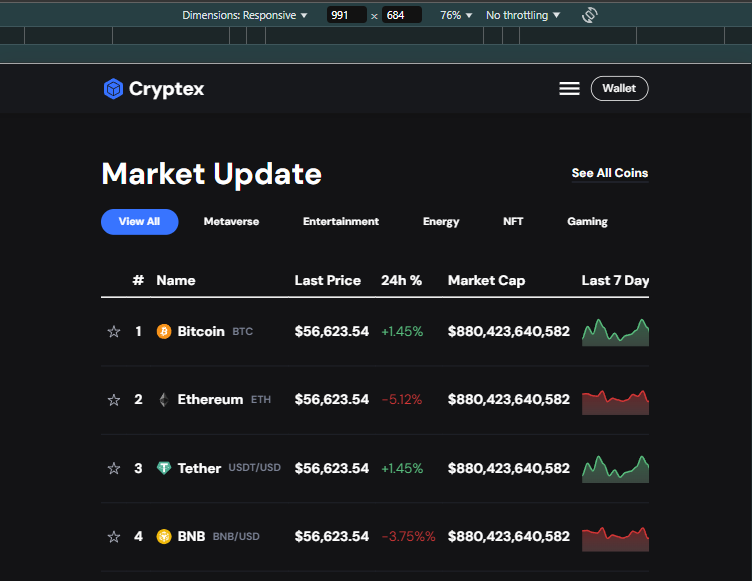 Dimensions: Responsive ▼ 991 × 684 76% ▼ No throttling ▼
Cryptex Wallet
Market Update See All Coins
View All Metaverse Entertainment Energy NFT Gaming
# Name Last Price 24h % Market Cap Last 7 Day
1 Bitcoin BTC $56,623.54 +1.45% $880,423,640,582
2 Ethereum ETH $56,623.54 -5.12% $880,423,640,582
3 Tether USDT/USD $56,623.54 +1.45% $880,423,640,582
4 BNB BNB/USD $56,623.54 -3.75%% $880,423,640,582